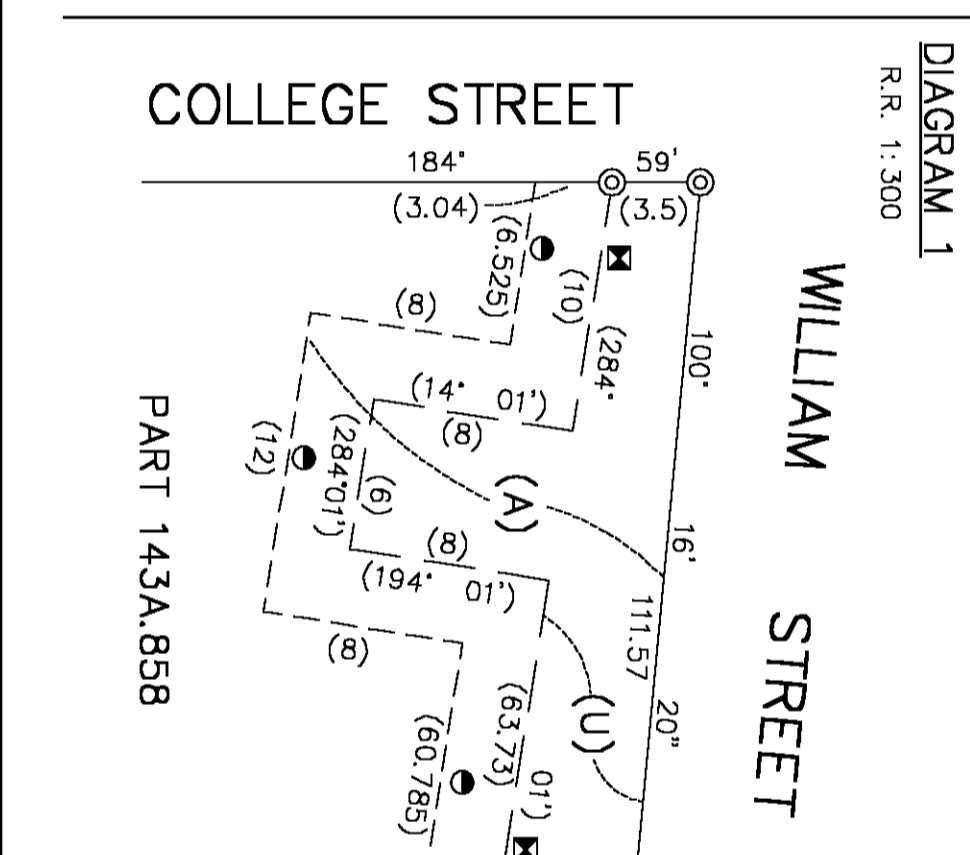 DIAGRAM 1
R.R. 1:300
COLLEGE STREET
184° 59'
(3.04) (3.5)
WILLIAM STREET
100° 16' 20"
111.57
(6.525)
(10)
(284° 01')
(8)
(14° 01')
(8)
(A)
(12)
(284°01')
(6)
(8)
(194° 01')
(8)
(U)
(63.73)
(60.785)
PART 143A.858